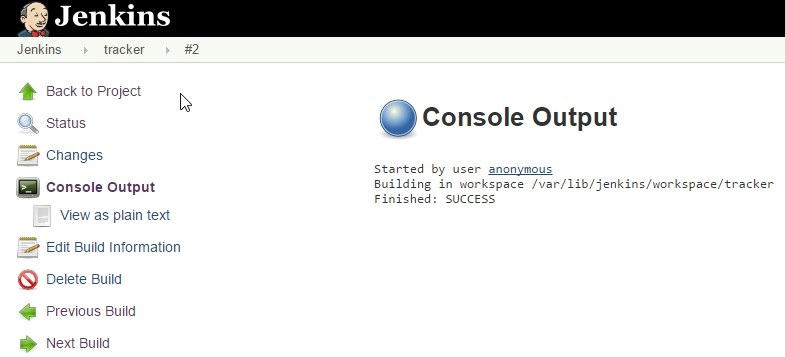 Jenkins
Jenkins tracker #2
Back to Project
Status
Changes
Console Output
View as plain text
Edit Build Information
Delete Build
Previous Build
Next Build
Console Output
Started by user anonymous
Building in workspace /var/lib/jenkins/workspace/tracker
Finished: SUCCESS